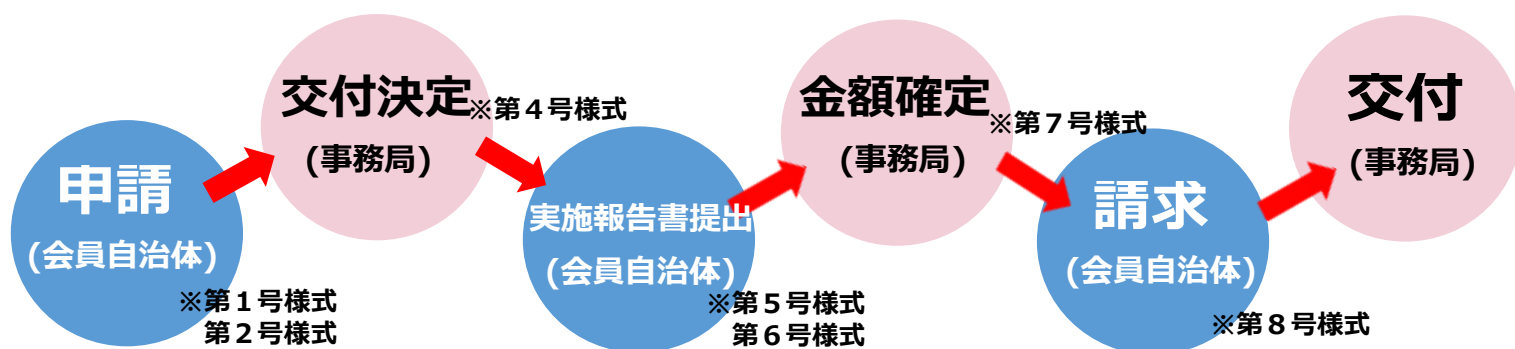 申請
(会員自治体)
※第１号様式
第２号様式
交付決定
(事務局)
※第４号様式
実施報告書提出
(会員自治体)
※第５号様式
第６号様式
金額確定
(事務局)
※第７号様式
請求
(会員自治体)
※第８号様式
交付
(事務局)